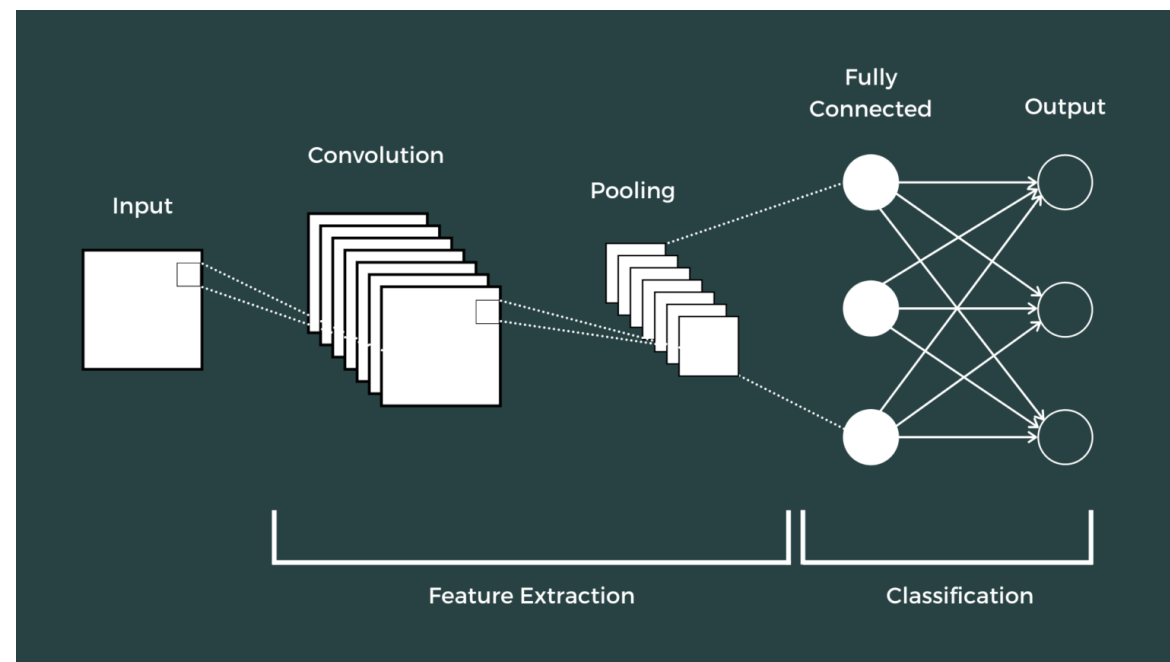 Input
Convolution
Pooling
Fully
Connected
Output
Feature Extraction
Classification